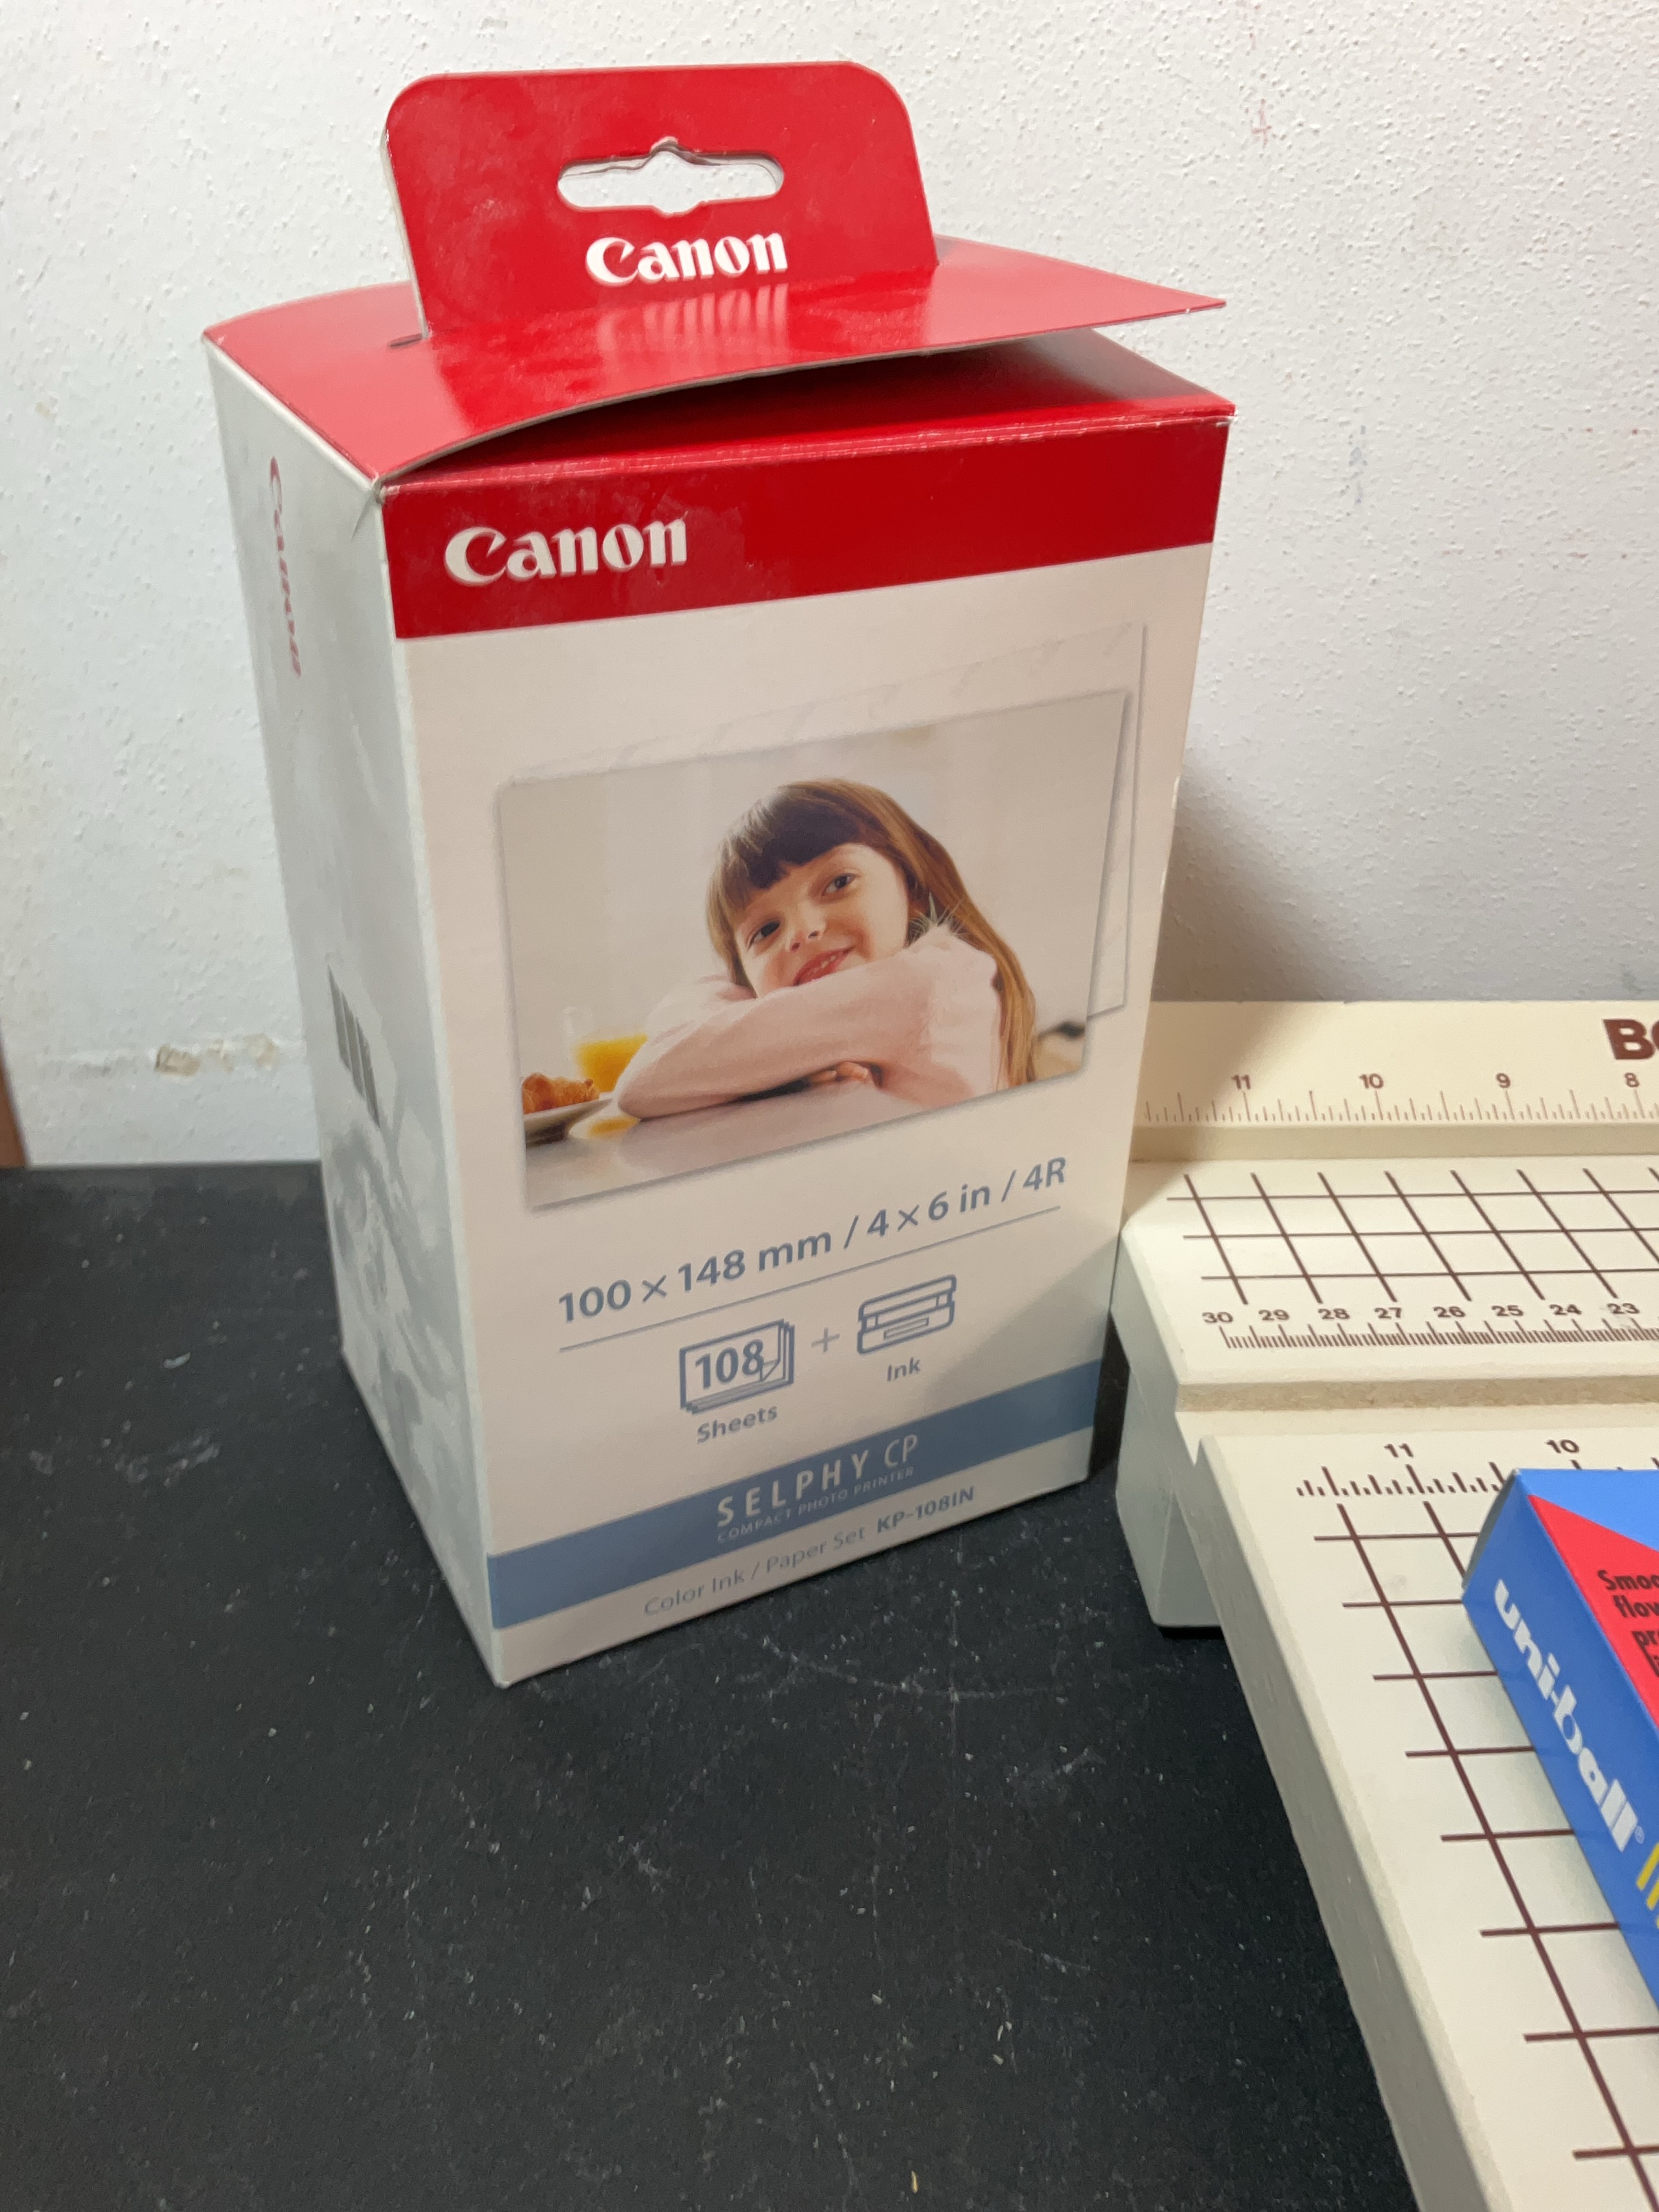 Canon
Canon
Canon
100 × 148 mm / 4 × 6 in / 4R
108
Sheets
+
Ink
SELPHY CP
COMPACT PHOTO PRINTER
Color Ink / Paper Set KP-108IN
11 10 9 8
30 29 28 27 26 25 24 23
11 10
uni-ball®